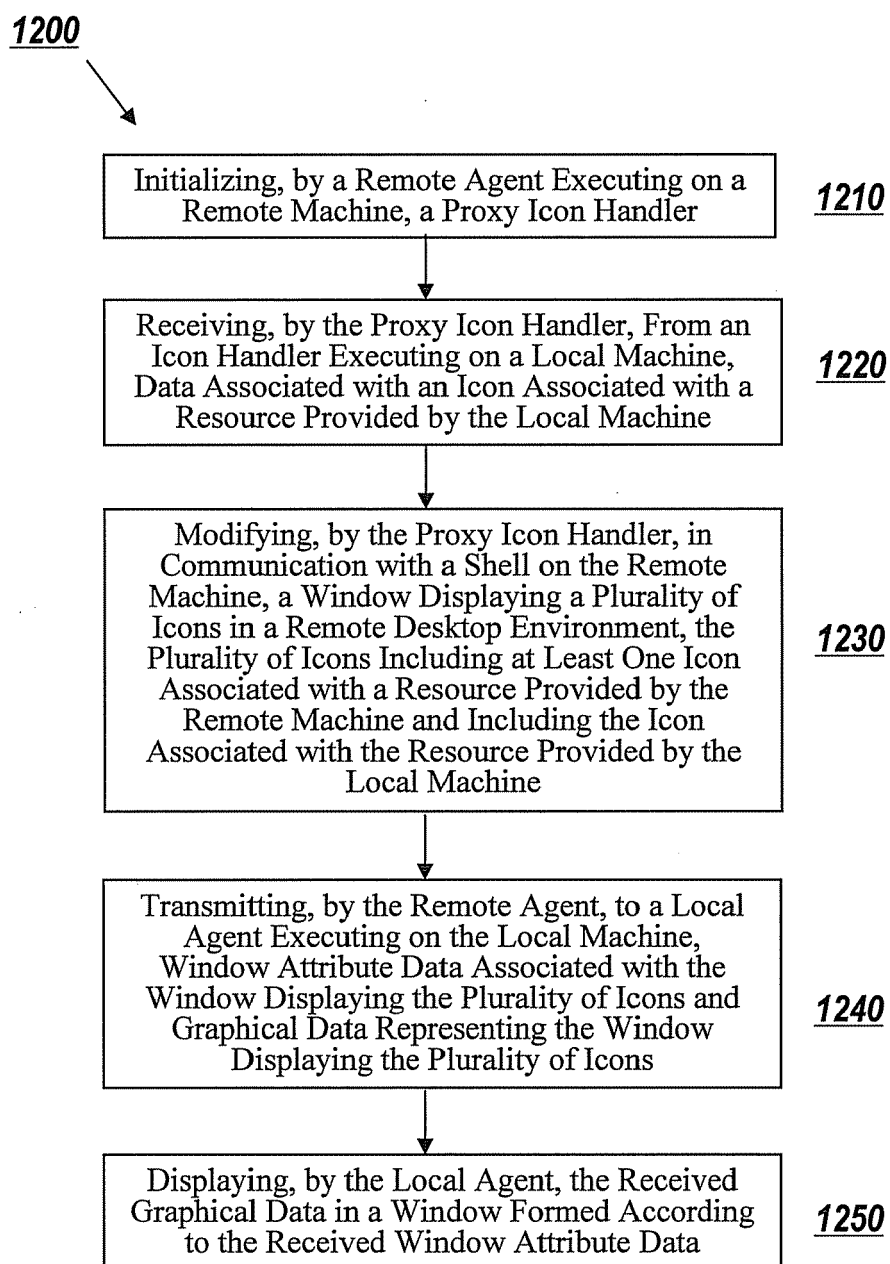 1200
Initializing, by a Remote Agent Executing on a
Remote Machine, a Proxy Icon Handler
1210
Receiving, by the Proxy Icon Handler, From an
Icon Handler Executing on a Local Machine,
Data Associated with an Icon Associated with a
Resource Provided by the Local Machine
1220
Modifying, by the Proxy Icon Handler, in
Communication with a Shell on the Remote
Machine, a Window Displaying a Plurality of
Icons in a Remote Desktop Environment, the
Plurality of Icons Including at Least One Icon
Associated with a Resource Provided by the
Remote Machine and Including the Icon
Associated with the Resource Provided by the
Local Machine
1230
Transmitting, by the Remote Agent, to a Local
Agent Executing on the Local Machine,
Window Attribute Data Associated with the
Window Displaying the Plurality of Icons and
Graphical Data Representing the Window
Displaying the Plurality of Icons
1240
Displaying, by the Local Agent, the Received
Graphical Data in a Window Formed According
to the Received Window Attribute Data
1250